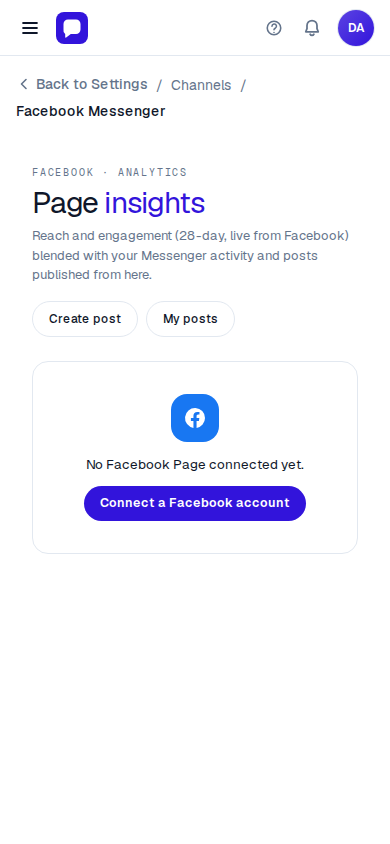 DA
Back to Settings / Channels /
Facebook Messenger
FACEBOOK · ANALYTICS
Page insights
Reach and engagement (28-day, live from Facebook)
blended with your Messenger activity and posts
published from here.
Create post My posts
No Facebook Page connected yet.
Connect a Facebook account